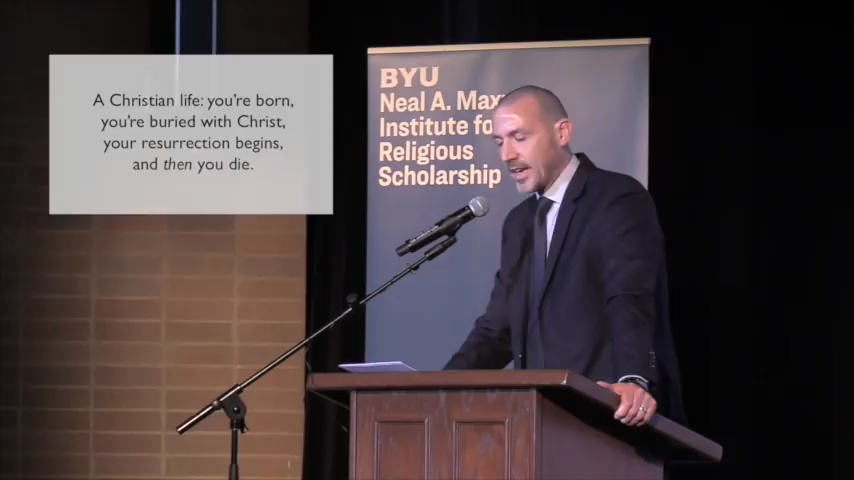 A Christian life: you're born,
you're buried with Christ,
your resurrection begins,
and then you die.
BYU
Neal A. Max
Institute fo
Religious
Scholarship